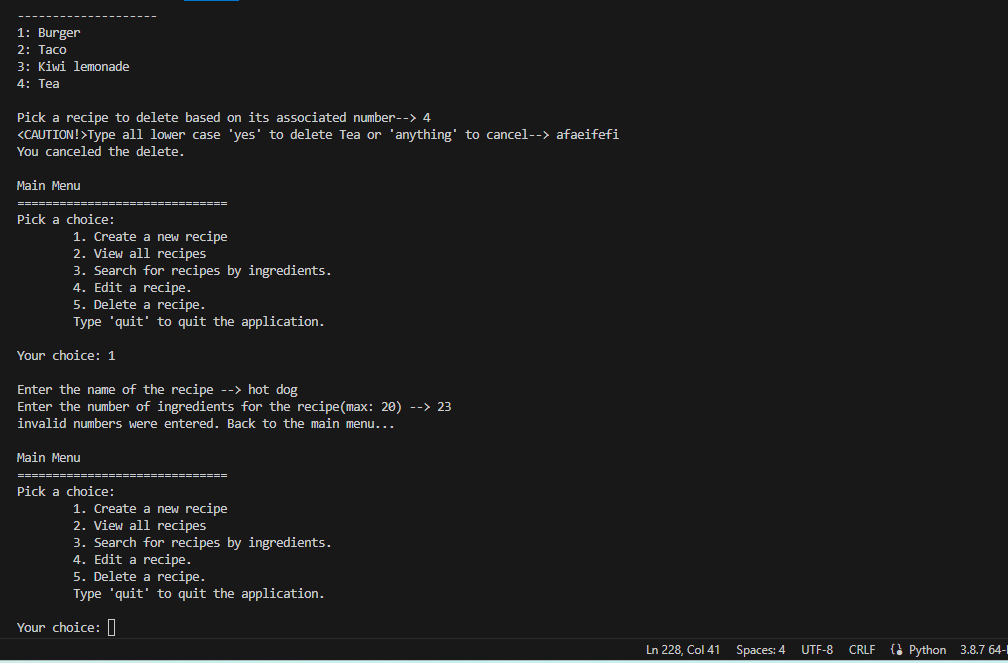 --------------------
1: Burger
2: Taco
3: Kiwi lemonade
4: Tea
Pick a recipe to delete based on its associated number--> 4
<CAUTION!>Type all lower case 'yes' to delete Tea or 'anything' to cancel--> afaeifefi
You canceled the delete.
Main Menu
==============================
Pick a choice:
1. Create a new recipe
2. View all recipes
3. Search for recipes by ingredients.
4. Edit a recipe.
5. Delete a recipe.
Type 'quit' to quit the application.
Your choice: 1
Enter the name of the recipe --> hot dog
Enter the number of ingredients for the recipe(max: 20) --> 23
invalid numbers were entered. Back to the main menu...
Main Menu
==============================
Pick a choice:
1. Create a new recipe
2. View all recipes
3. Search for recipes by ingredients.
4. Edit a recipe.
5. Delete a recipe.
Type 'quit' to quit the application.
Your choice:
Ln 228, Col 41 Spaces: 4 UTF-8 CRLF Python 3.8.7 64-